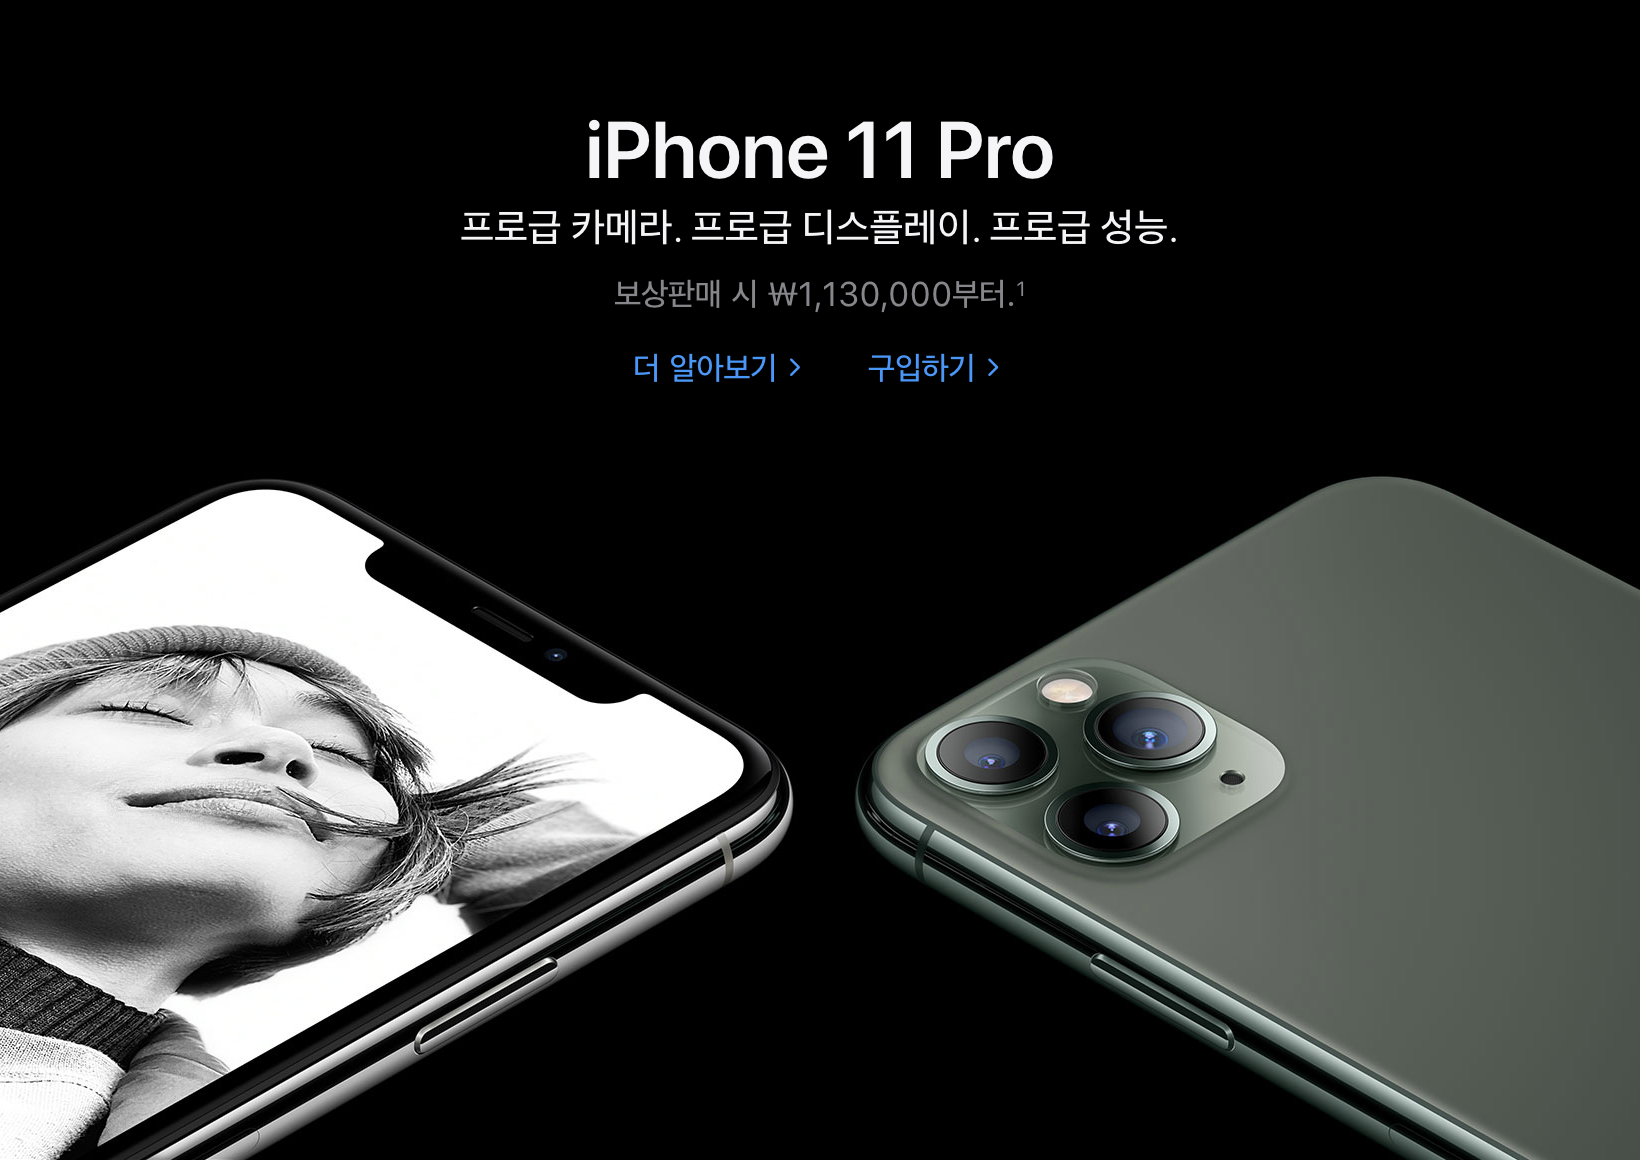 iPhone 11 Pro
프로급 카메라. 프로급 디스플레이. 프로급 성능.
보상판매 시 ₩1,130,000부터.¹
더 알아보기 > 구입하기 >